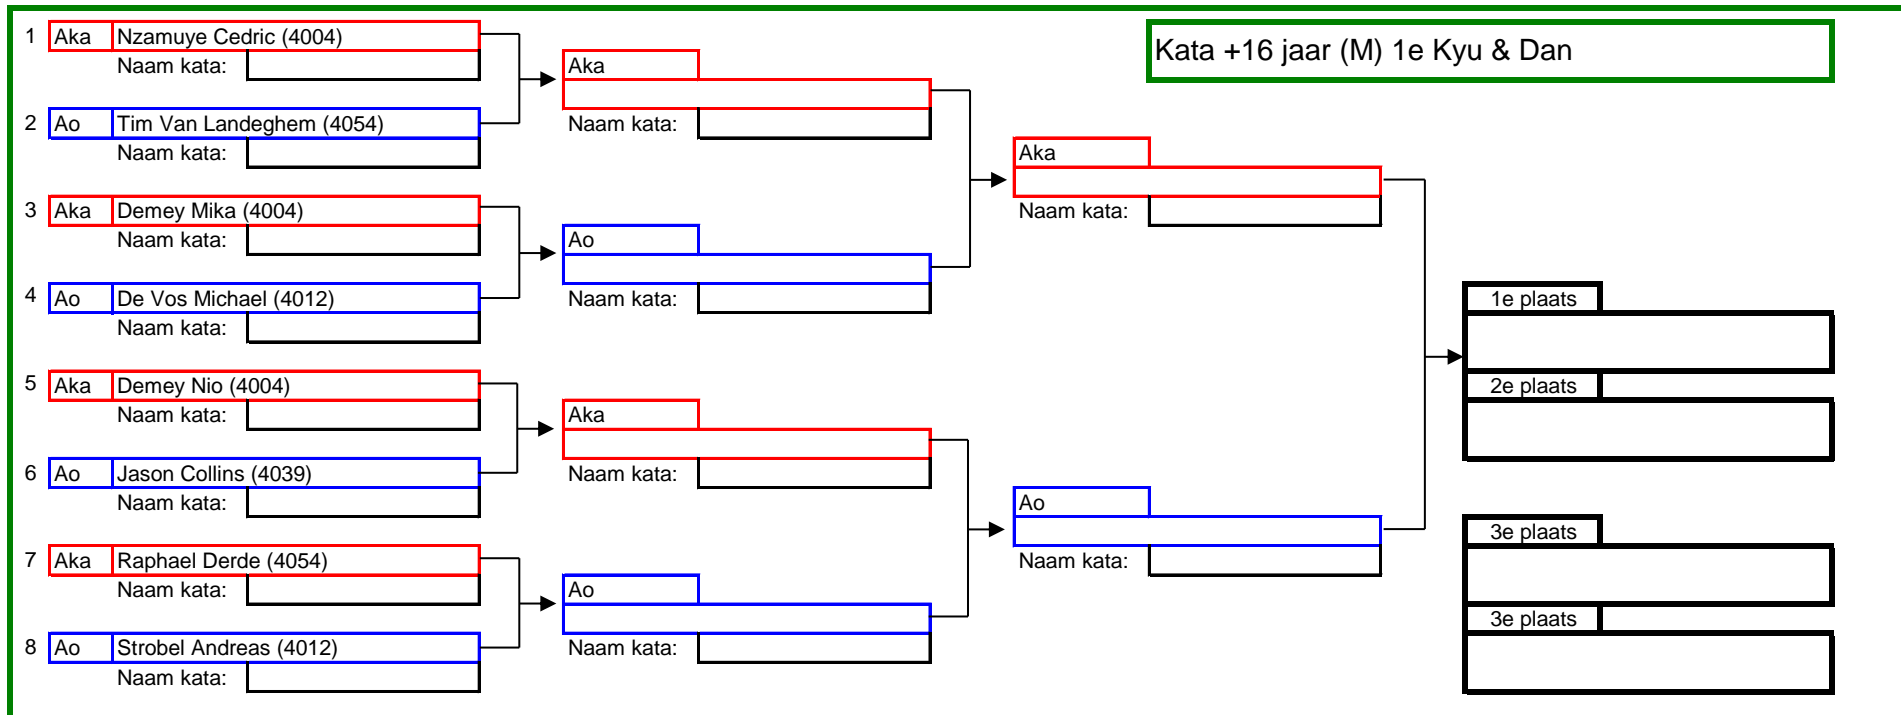 Kata +16 jaar (M) 1e Kyu & Dan
1 Aka Nzamuye Cedric (4004)
Naam kata:
2 Ao Tim Van Landeghem (4054)
Naam kata:
3 Aka Demey Mika (4004)
Naam kata:
4 Ao De Vos Michael (4012)
Naam kata:
5 Aka Demey Nio (4004)
Naam kata:
6 Ao Jason Collins (4039)
Naam kata:
7 Aka Raphael Derde (4054)
Naam kata:
8 Ao Strobel Andreas (4012)
Naam kata:
Aka
Naam kata:
Ao
Naam kata:
Aka
Naam kata:
Ao
Naam kata:
Aka
Naam kata:
Ao
Naam kata:
1e plaats
2e plaats
3e plaats
3e plaats